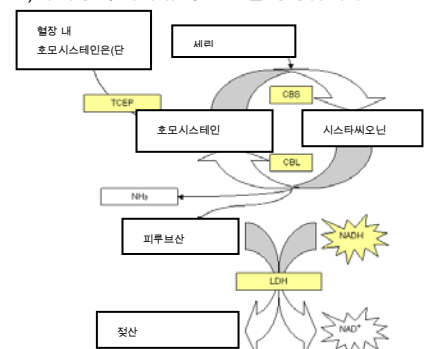 혈장 내
호모시스테인은(단
세린
TCEP
CBS
호모시스테인
시스타씨오닌
CBL
NH₃
피루브산
NADH
LDH
젖산
NAD⁺